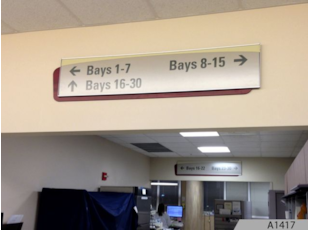 ← Bays 1-7 Bays 8-15 →
↑ Bays 16-30
A1417